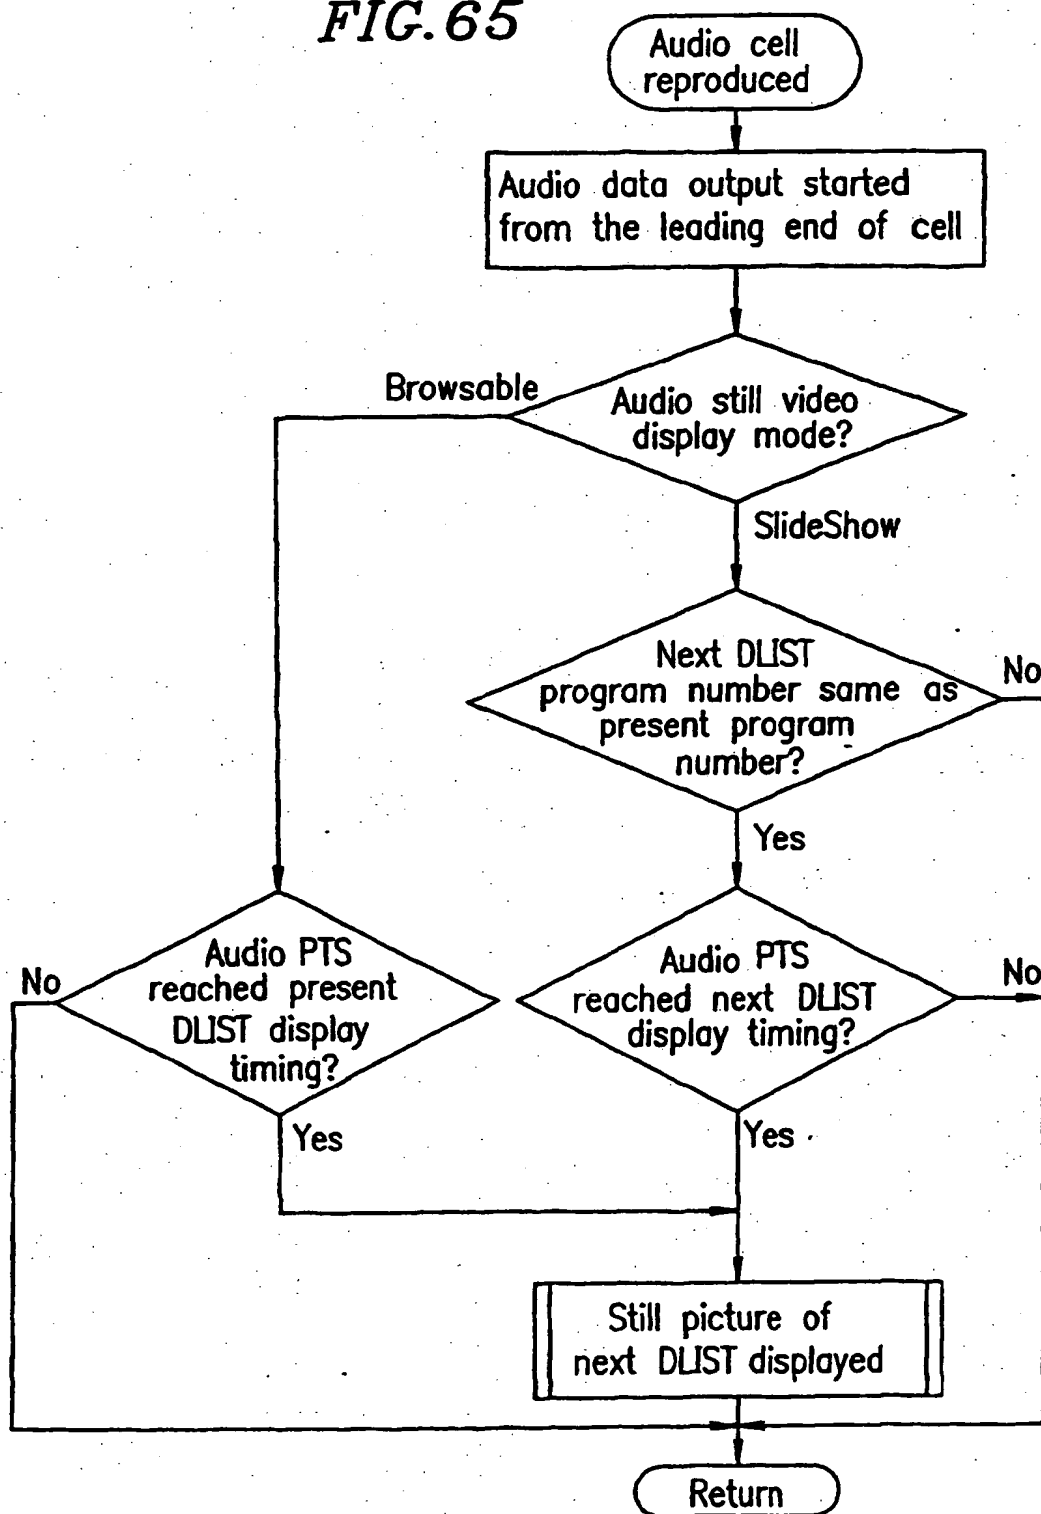 FIG.65
Audio cell
reproduced
Audio data output started
from the leading end of cell
Browsable
Audio still video
display mode?
SlideShow
Next DLIST
program number same as
present program
number?
No
Yes
Audio PTS
reached present
DLIST display
timing?
No
Yes
Audio PTS
reached next DLIST
display timing?
No
Yes
Still picture of
next DLIST displayed
Return